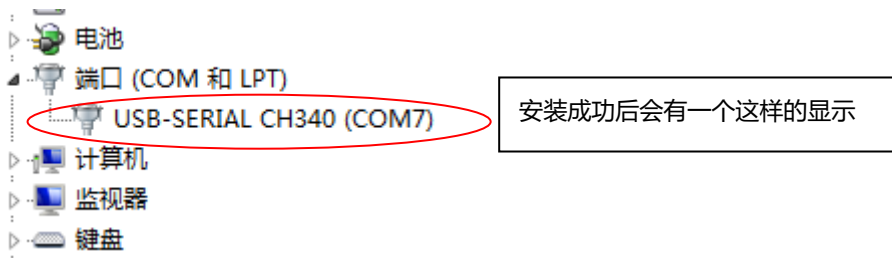 电池
端口 (COM 和 LPT)
USB-SERIAL CH340 (COM7)
安装成功后会有一个这样的显示
计算机
监视器
键盘